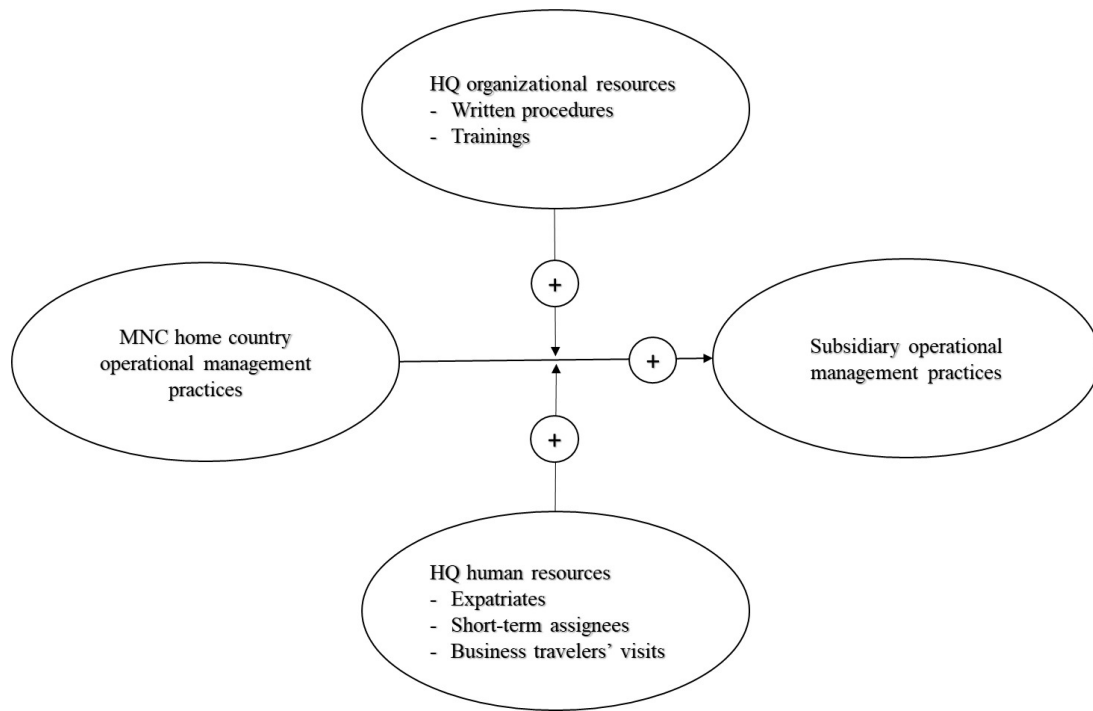 HQ organizational resources
- Written procedures
- Trainings
+
MNC home country
operational management
practices
+
Subsidiary operational
management practices
+
HQ human resources
- Expatriates
- Short-term assignees
- Business travelers’ visits